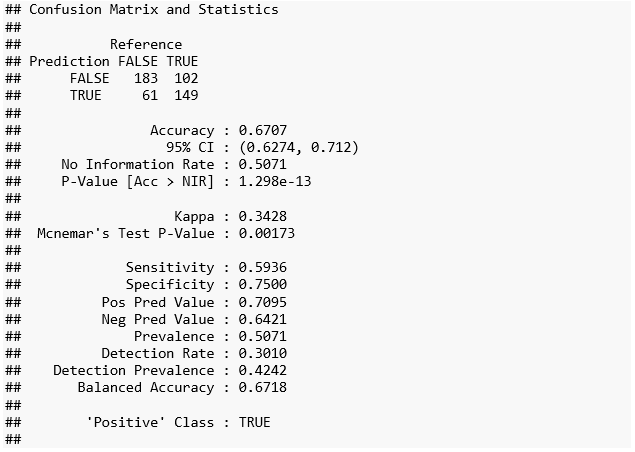 ## Confusion Matrix and Statistics
##
##           Reference
## Prediction FALSE TRUE
##      FALSE   183  102
##      TRUE     61  149
##
##                Accuracy : 0.6707
##                  95% CI : (0.6274, 0.712)
##     No Information Rate : 0.5071
##     P-Value [Acc > NIR] : 1.298e-13
##
##                   Kappa : 0.3428
##  Mcnemar's Test P-Value : 0.00173
##
##             Sensitivity : 0.5936
##             Specificity : 0.7500
##          Pos Pred Value : 0.7095
##          Neg Pred Value : 0.6421
##              Prevalence : 0.5071
##          Detection Rate : 0.3010
##    Detection Prevalence : 0.4242
##       Balanced Accuracy : 0.6718
##
##        'Positive' Class : TRUE
##